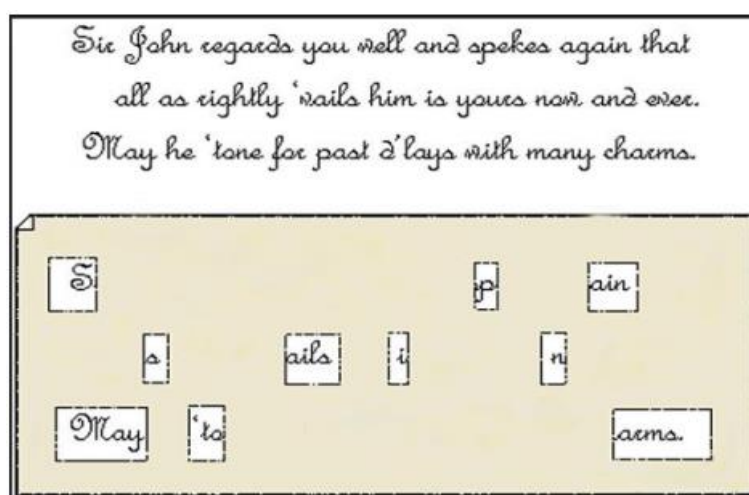 Sir John regards you well and spekes again that
all as rightly 'vails him is yours now and ever.
May he 'tone for past d'lays with many charms.
S p ain
s ails i n
May 'to arms.